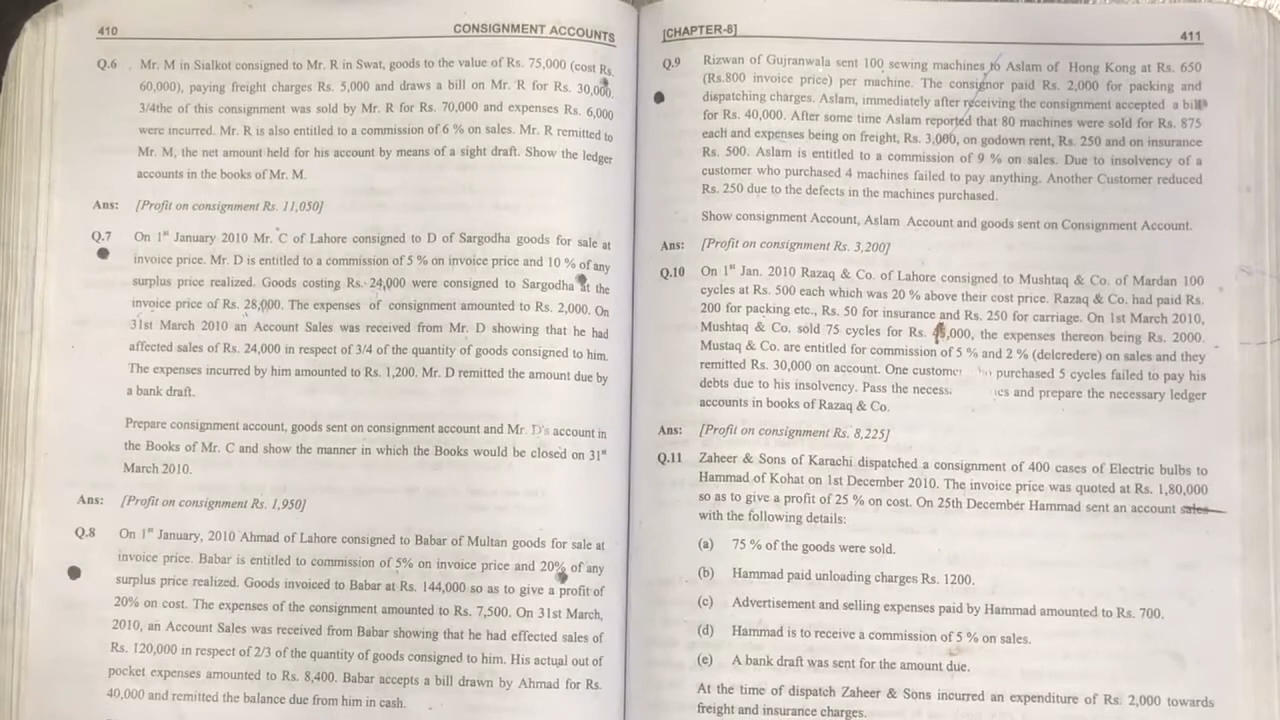 410
CONSIGNMENT ACCOUNTS
Q.6 Mr. M in Sialkot consigned to Mr. R in Swat, goods to the value of Rs. 75,000 (cost Rs.
60,000), paying freight charges Rs. 5,000 and draws a bill on Mr. R for Rs. 30,000.
3/4the of this consignment was sold by Mr. R for Rs. 70,000 and expenses Rs. 6,000
were incurred. Mr. R is also entitled to a commission of 6 % on sales. Mr. R remitted to
Mr. M, the net amount held for his account by means of a sight draft. Show the ledger
accounts in the books of Mr. M.
Ans: [Profit on consignment Rs. 11,050]
Q.7 On 1st January 2010 Mr. C of Lahore consigned to D of Sargodha goods for sale at
invoice price. Mr. D is entitled to a commission of 5 % on invoice price and 10 % of any
surplus price realized. Goods costing Rs. 24,000 were consigned to Sargodha at the
invoice price of Rs. 28,000. The expenses of consignment amounted to Rs. 2,000. On
31st March 2010 an Account Sales was received from Mr. D showing that he had
affected sales of Rs. 24,000 in respect of 3/4 of the quantity of goods consigned to him.
The expenses incurred by him amounted to Rs. 1,200. Mr. D remitted the amount due by
a bank draft.
Prepare consignment account, goods sent on consignment account and Mr. D's account in
the Books of Mr. C and show the manner in which the Books would be closed on 31st
March 2010.
Ans: [Profit on consignment Rs. 1,950]
Q.8 On 1st January, 2010 Ahmad of Lahore consigned to Babar of Multan goods for sale at
invoice price. Babar is entitled to commission of 5% on invoice price and 20% of any
surplus price realized. Goods invoiced to Babar at Rs. 144,000 so as to give a profit of
20% on cost. The expenses of the consignment amounted to Rs. 7,500. On 31st March,
2010, an Account Sales was received from Babar showing that he had effected sales of
Rs. 120,000 in respect of 2/3 of the quantity of goods consigned to him. His actual out of
pocket expenses amounted to Rs. 8,400. Babar accepts a bill drawn by Ahmad for Rs.
40,000 and remitted the balance due from him in cash.
[CHAPTER-8]
411
Q.9 Rizwan of Gujranwala sent 100 sewing machines to Aslam of Hong Kong at Rs. 650
(Rs.800 invoice price) per machine. The consignor paid Rs. 2,000 for packing and
dispatching charges. Aslam, immediately after receiving the consignment accepted a bill
for Rs. 40,000. After some time Aslam reported that 80 machines were sold for Rs. 875
each and expenses being on freight, Rs. 3,000, on godown rent, Rs. 250 and on insurance
Rs. 500. Aslam is entitled to a commission of 9 % on sales. Due to insolvency of a
customer who purchased 4 machines failed to pay anything. Another Customer reduced
Rs. 250 due to the defects in the machines purchased.
Show consignment Account, Aslam Account and goods sent on Consignment Account.
Ans: [Profit on consignment Rs. 3,200]
Q.10 On 1st Jan. 2010 Razaq & Co. of Lahore consigned to Mushtaq & Co. of Mardan 100
cycles at Rs. 500 each which was 20 % above their cost price. Razaq & Co. had paid Rs.
200 for packing etc., Rs. 50 for insurance and Rs. 250 for carriage. On 1st March 2010,
Mushtaq & Co. sold 75 cycles for Rs. 45,000, the expenses thereon being Rs. 2000.
Mustaq & Co. are entitled for commission of 5 % and 2 % (delcredere) on sales and they
remitted Rs. 30,000 on account. One customer purchased 5 cycles failed to pay his
debts due to his insolvency. Pass the and prepare the necessary ledger
accounts in books of Razaq & Co.
Ans: [Profit on consignment Rs. 8,225]
Q.11 Zaheer & Sons of Karachi dispatched a consignment of 400 cases of Electric bulbs to
Hammad of Kohat on 1st December 2010. The invoice price was quoted at Rs. 1,80,000
so as to give a profit of 25 % on cost. On 25th December Hammad sent an account sales
with the following details:
(a) 75 % of the goods were sold.
(b) Hammad paid unloading charges Rs. 1200.
(c) Advertisement and selling expenses paid by Hammad amounted to Rs. 700.
(d) Hammad is to receive a commission of 5 % on sales.
(e) A bank draft was sent for the amount due.
At the time of dispatch Zaheer & Sons incurred an expenditure of Rs. 2,000 towards
freight and insurance charges.